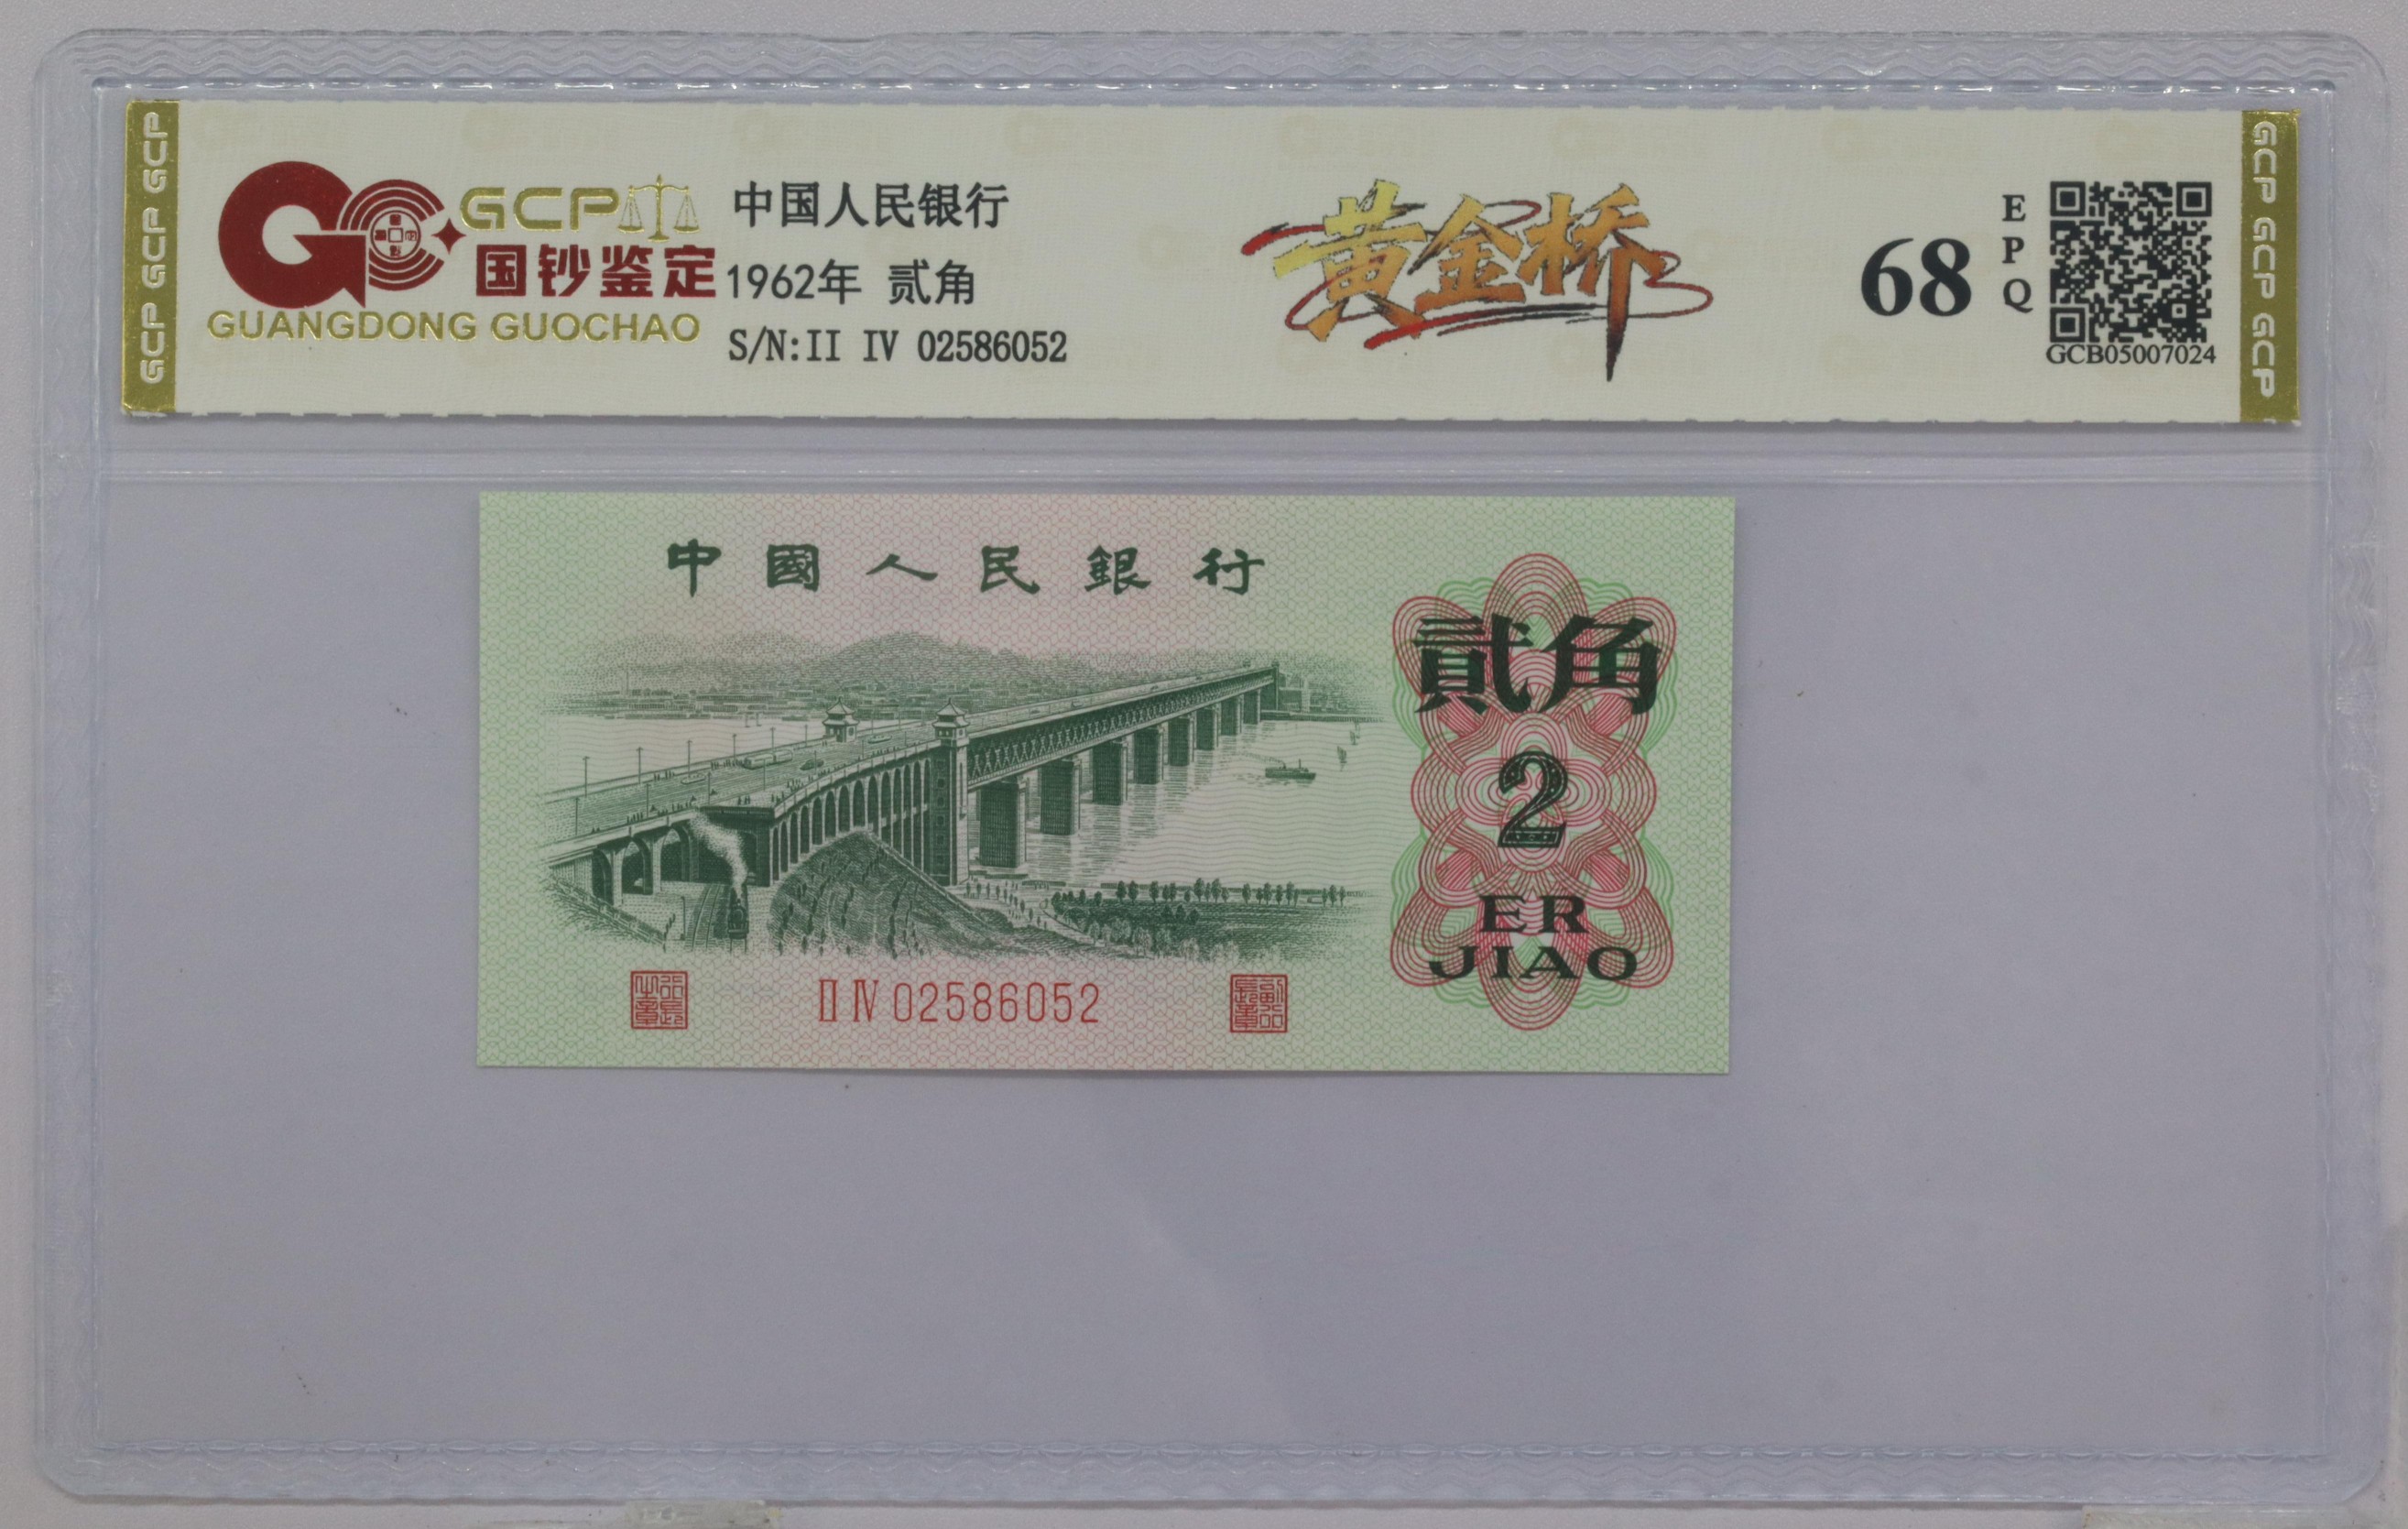 GCP GCP GCP
GCP
国钞鉴定
GUANGDONG GUOCHAO
中国人民银行
1962年 贰角
S/N:II IV 02586052
黄金桥
68
EPQ
GCB05007024
GCP GCP GCP
中國人民銀行
貳角
2
ER
JIAO
II IV 02586052